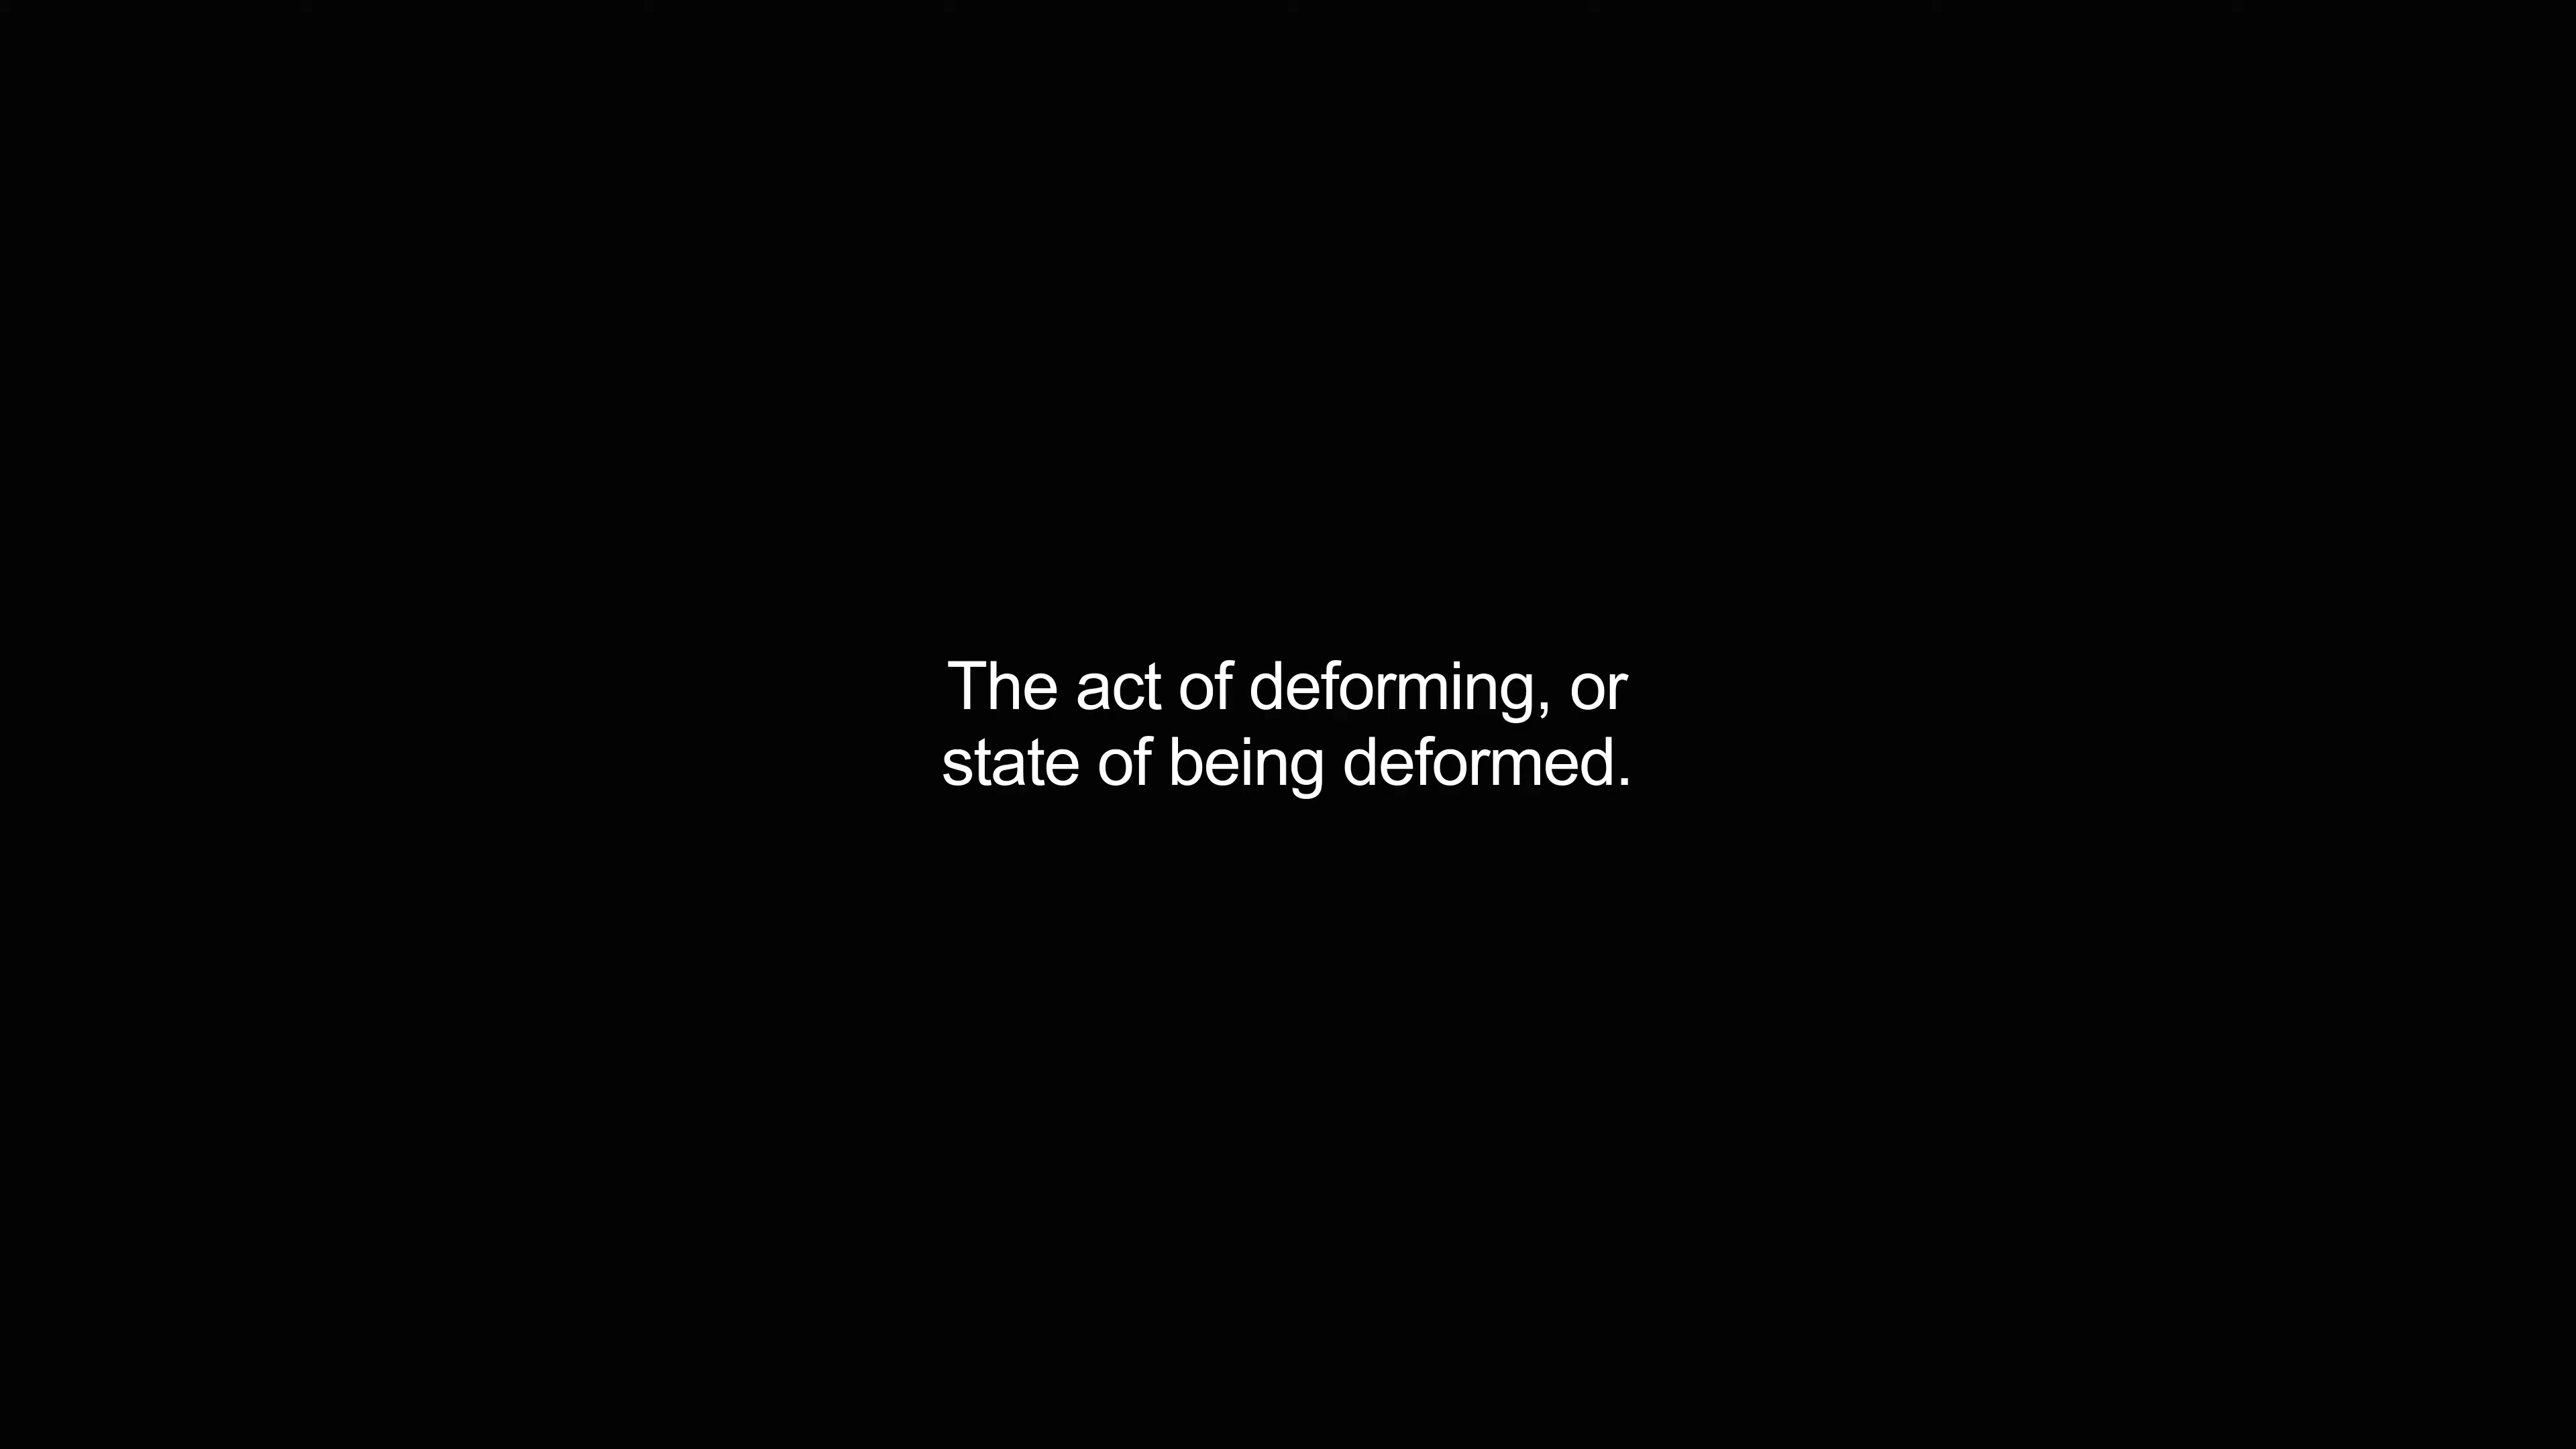 The act of deforming, or
state of being deformed.